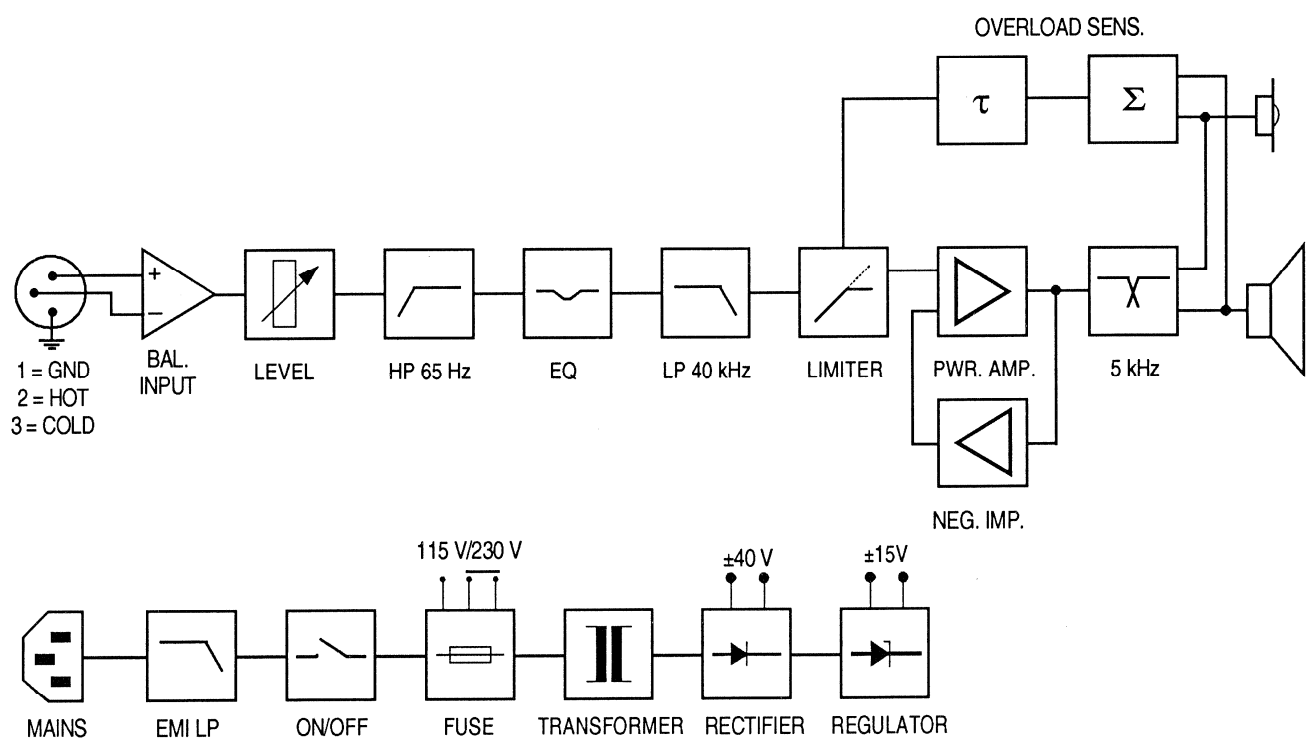 OVERLOAD SENS.
τ
Σ
+
−
1 = GND
2 = HOT
3 = COLD
BAL.
INPUT
LEVEL
HP 65 Hz
EQ
LP 40 kHz
LIMITER
PWR. AMP.
5 kHz
NEG. IMP.
115 V/230 V
±40 V
±15V
MAINS
EMI LP
ON/OFF
FUSE
TRANSFORMER
RECTIFIER
REGULATOR